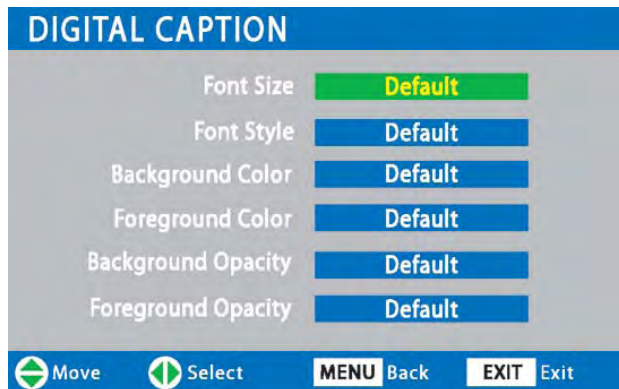 DIGITAL CAPTION
Font Size Default
Font Style Default
Background Color Default
Foreground Color Default
Background Opacity Default
Foreground Opacity Default
Move Select MENU Back EXIT Exit